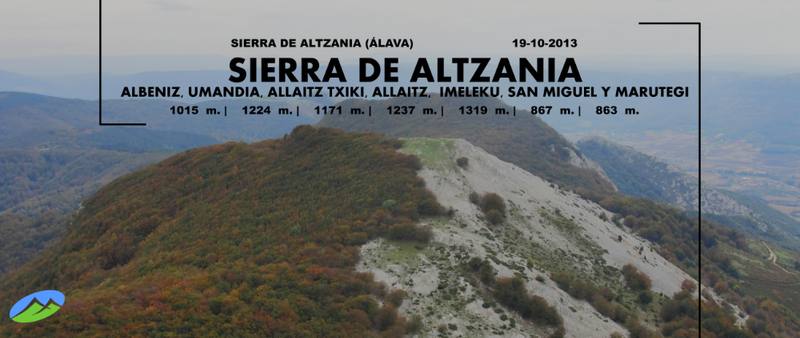 SIERRA DE ALTZANIA (ÁLAVA) 19-10-2013
SIERRA DE ALTZANIA
ALBENIZ, UMANDIA, ALLAITZ TXIKI, ALLAITZ, IMELEKU, SAN MIGUEL Y MARUTEGI
1015 m. | 1224 m. | 1171 m. | 1237 m. | 1319 m. | 867 m. | 863 m.